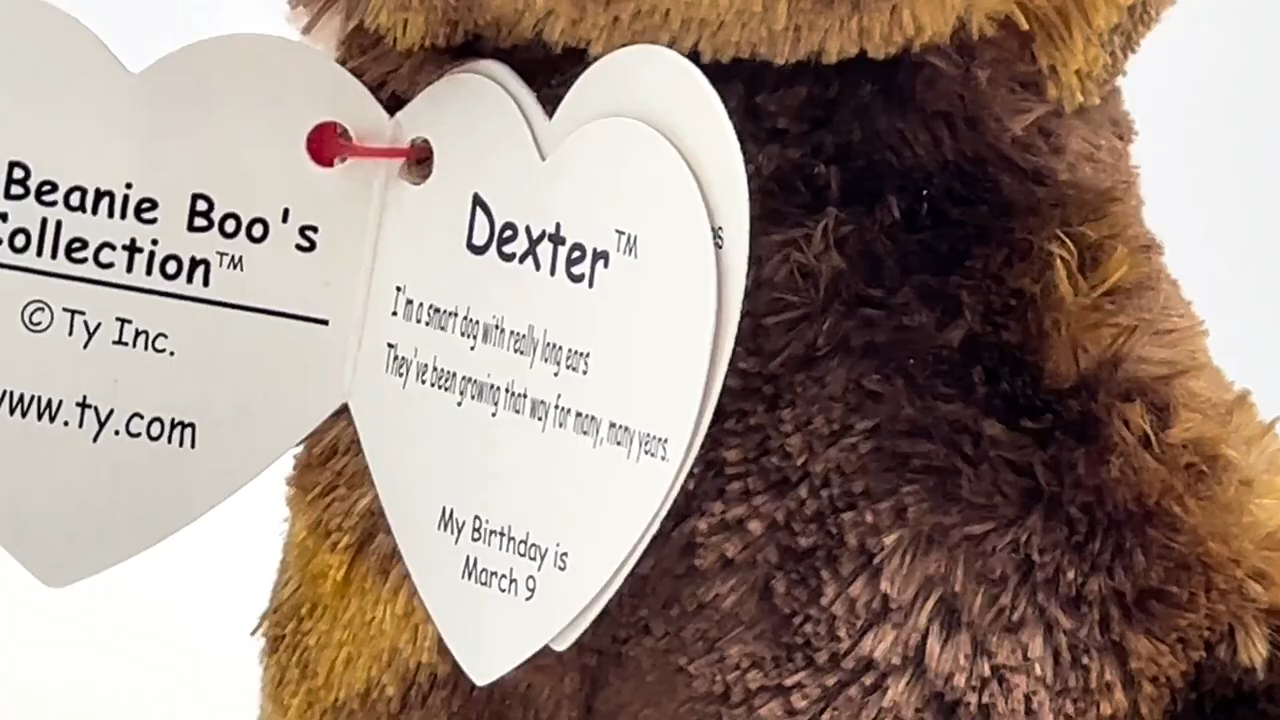 Beanie Boo's
Collection™
© Ty Inc.
www.ty.com
Dexter™
I'm a smart dog with really long ears
They've been growing that way for many, many years.
My Birthday is
March 9